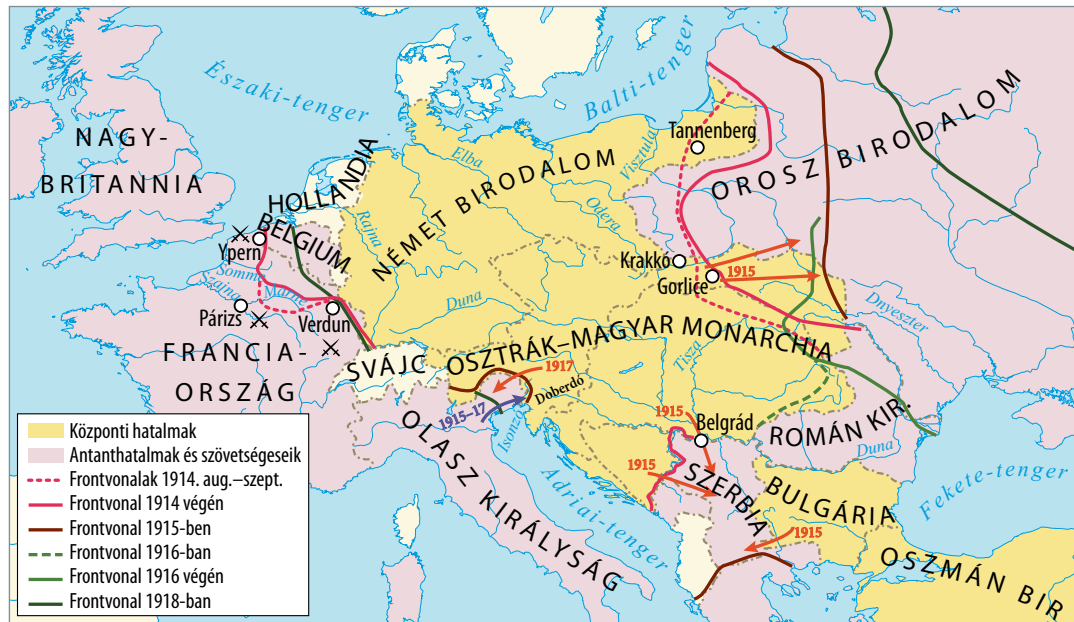 Északi-tenger
Balti-tenger
NAGY-
BRITANNIA
HOLLANDIA
BELGIUM
NÉMET BIRODALOM
OROSZ BIRODALOM
Tannenberg
Visztula
Elba
Odera
Rajna
Ypern
Somme
Szajna
Marne
Párizs
Verdun
FRANCIA-
ORSZÁG
SVÁJC
Krakkó
Gorlice
1915
Duna
Dnyeszter
OSZTRÁK–MAGYAR MONARCHIA
Tisza
1917
Doberdó
1915–17
Isonzó
OLASZ KIRÁLYSÁG
Adriai-tenger
1915
Belgrád
1915
SZERBIA
ROMÁN KIR.
Duna
BULGÁRIA
Fekete-tenger
1915
OSZMÁN BIR
Központi hatalmak
Antanthatalmak és szövetségeseik
Frontvonalak 1914. aug.–szept.
Frontvonal 1914 végén
Frontvonal 1915-ben
Frontvonal 1916-ban
Frontvonal 1916 végén
Frontvonal 1918-ban